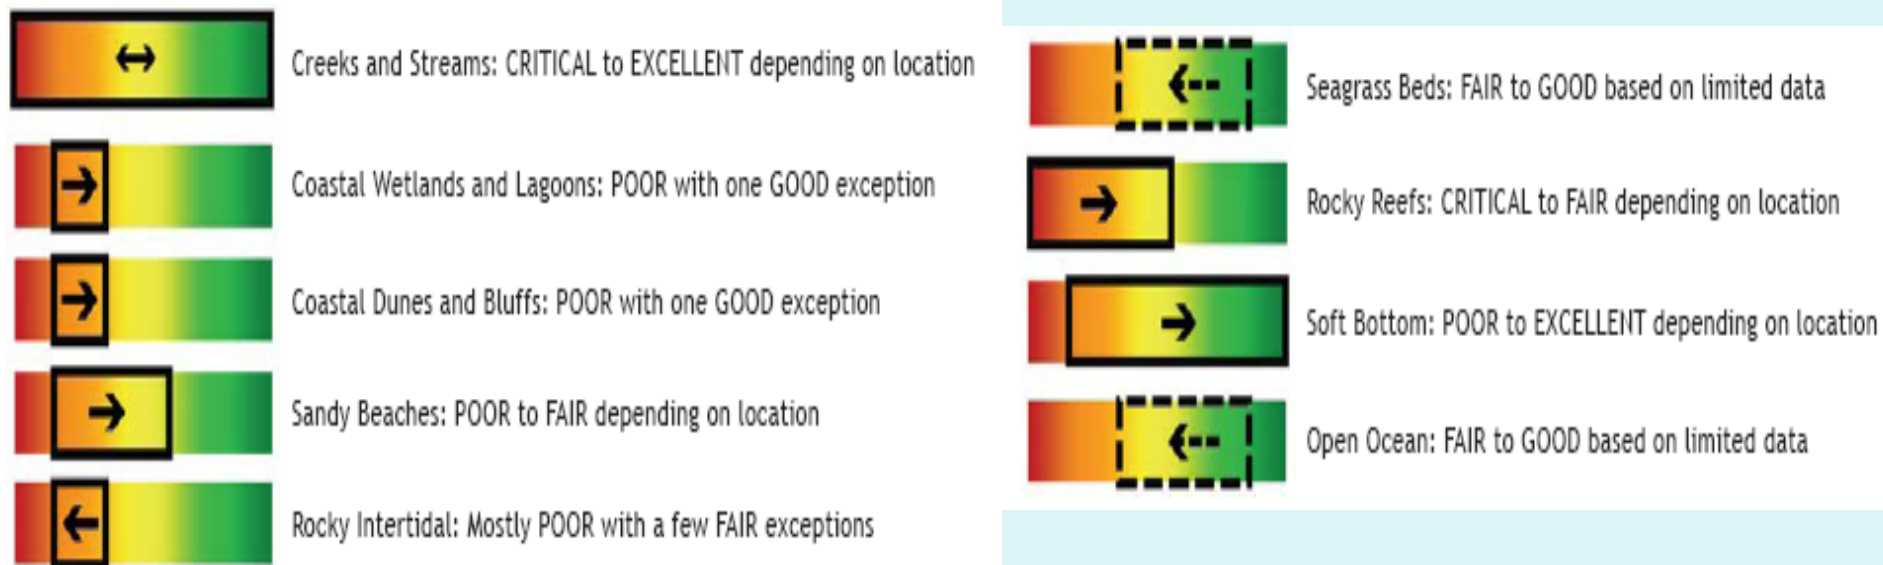 Creeks and Streams: CRITICAL to EXCELLENT depending on location
Coastal Wetlands and Lagoons: POOR with one GOOD exception
Coastal Dunes and Bluffs: POOR with one GOOD exception
Sandy Beaches: POOR to FAIR depending on location
Rocky Intertidal: Mostly POOR with a few FAIR exceptions
Seagrass Beds: FAIR to GOOD based on limited data
Rocky Reefs: CRITICAL to FAIR depending on location
Soft Bottom: POOR to EXCELLENT depending on location
Open Ocean: FAIR to GOOD based on limited data